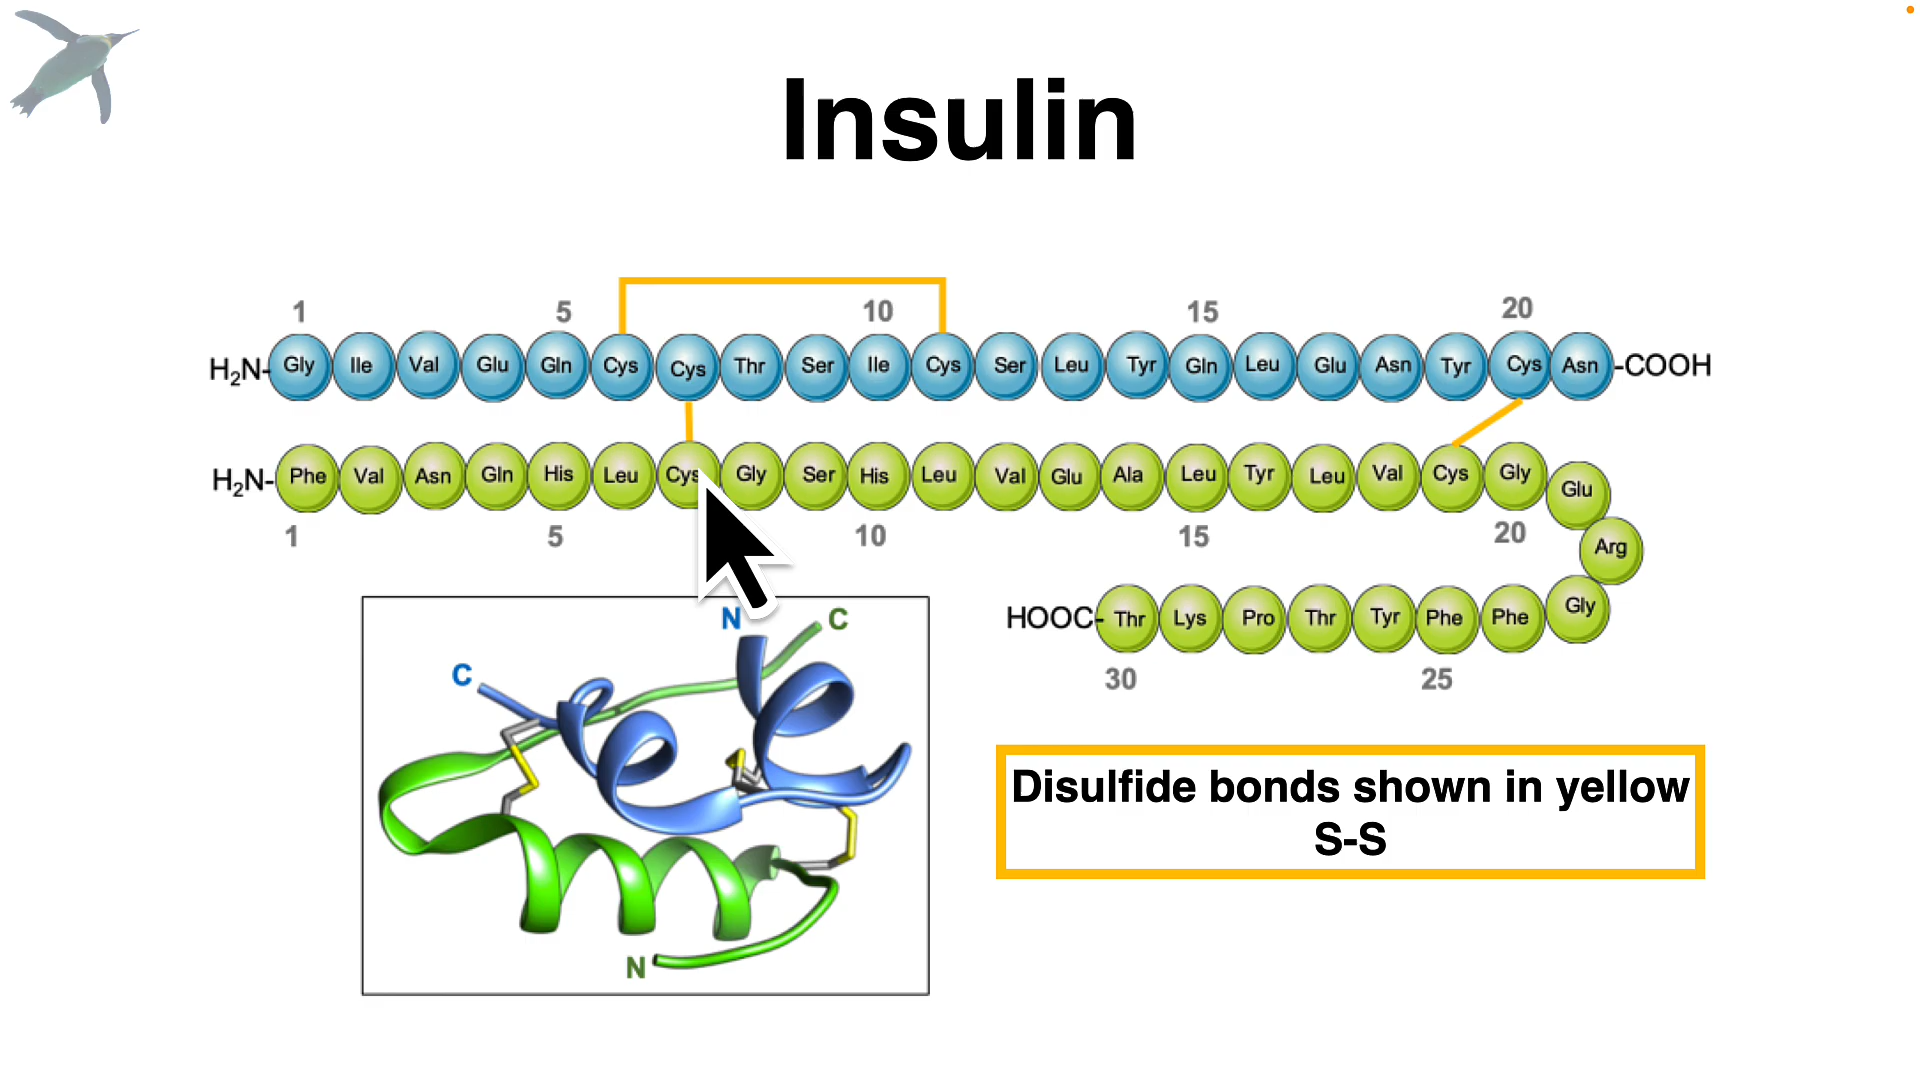 Insulin
1 5 10 15 20
H₂N- Gly Ile Val Glu Gln Cys Cys Thr Ser Ile Cys Ser Leu Tyr Gln Leu Glu Asn Tyr Cys Asn -COOH
H₂N- Phe Val Asn Gln His Leu Cys Gly Ser His Leu Val Glu Ala Leu Tyr Leu Val Cys Gly Glu
1 5 10 15 20
Arg
HOOC- Thr Lys Pro Thr Tyr Phe Phe Gly
30 25
N C
C
N
Disulfide bonds shown in yellow
S-S